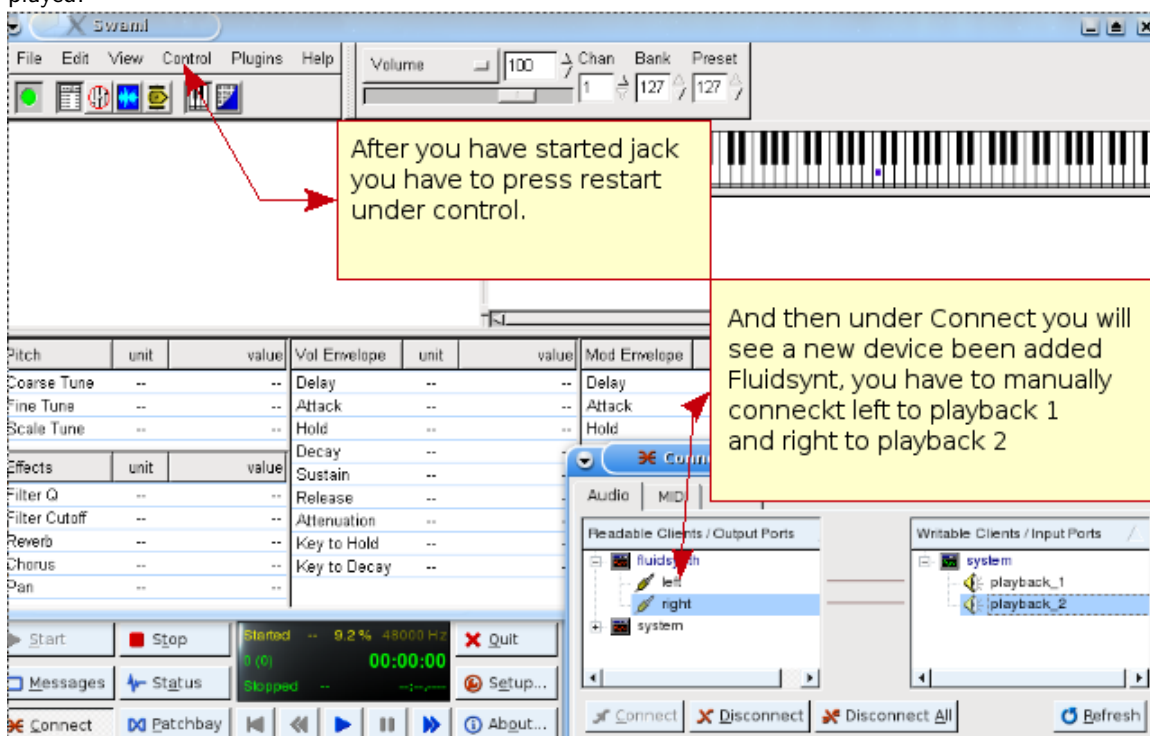 played.
Swami
File Edit View Control Plugins Help
Volume 100 Chan Bank Preset
1 127 127
After you have started jack
you have to press restart
under control.
And then under Connect you will
see a new device been added
Fluidsynt, you have to manually
conneckt left to playback 1
and right to playback 2
Pitch unit value Vol Envelope unit value Mod Envelope
Coarse Tune -- -- Delay -- -- Delay
Fine Tune -- -- Attack -- -- Attack
Scale Tune -- -- Hold -- -- Hold
Decay --
Effects unit value Sustain --
Filter Q -- -- Release --
Filter Cutoff -- -- Attenuation --
Reverb -- -- Key to Hold --
Chorus -- -- Key to Decay --
Pan -- --
Audio MIDI
Readable Clients / Output Ports Writable Clients / Input Ports
fluidsynth system
left playback_1
right playback_2
system
Start Stop Started -- 9.2 % 48000 Hz Quit
0 (0) 00:00:00
Messages Status Stopped -- --:--:---- Setup...
Connect Patchbay About...
Connect Disconnect Disconnect All Refresh